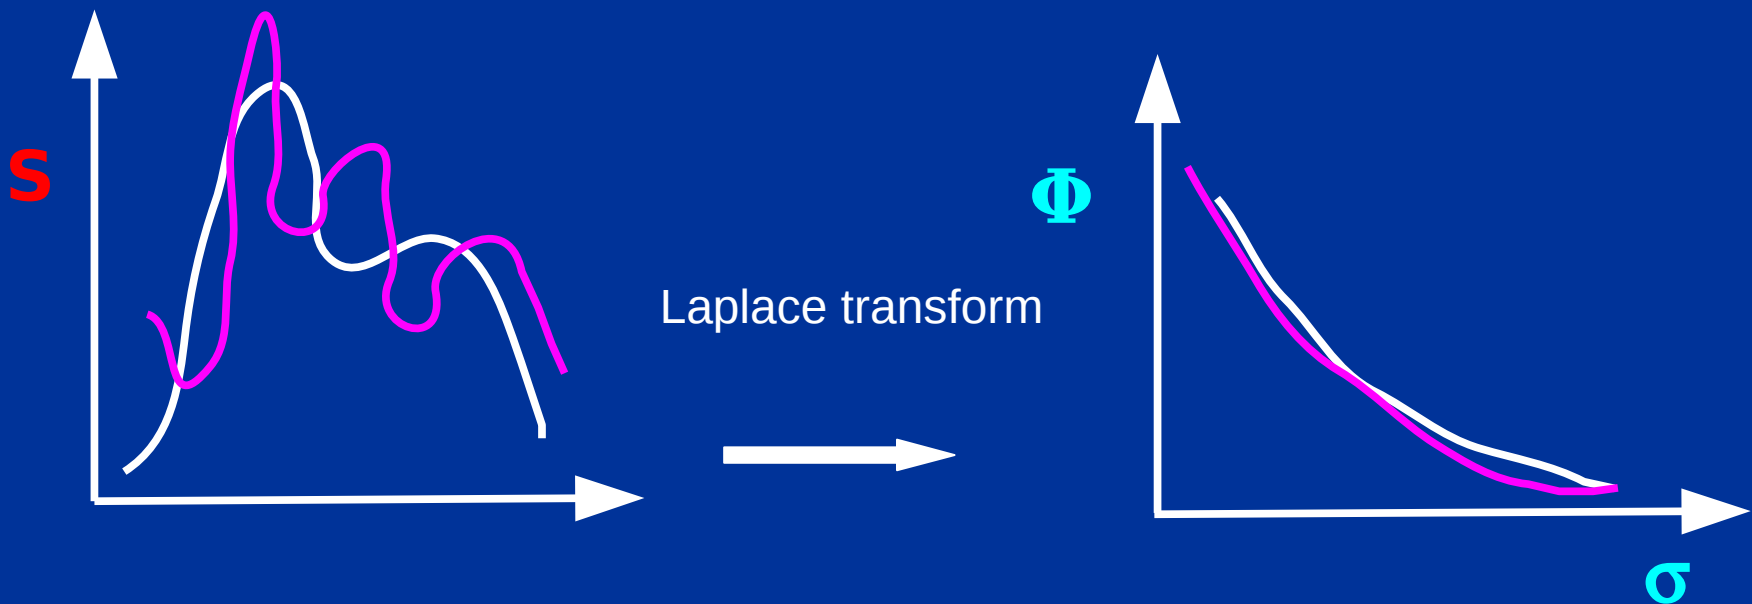 S
Φ
Laplace transform
σ